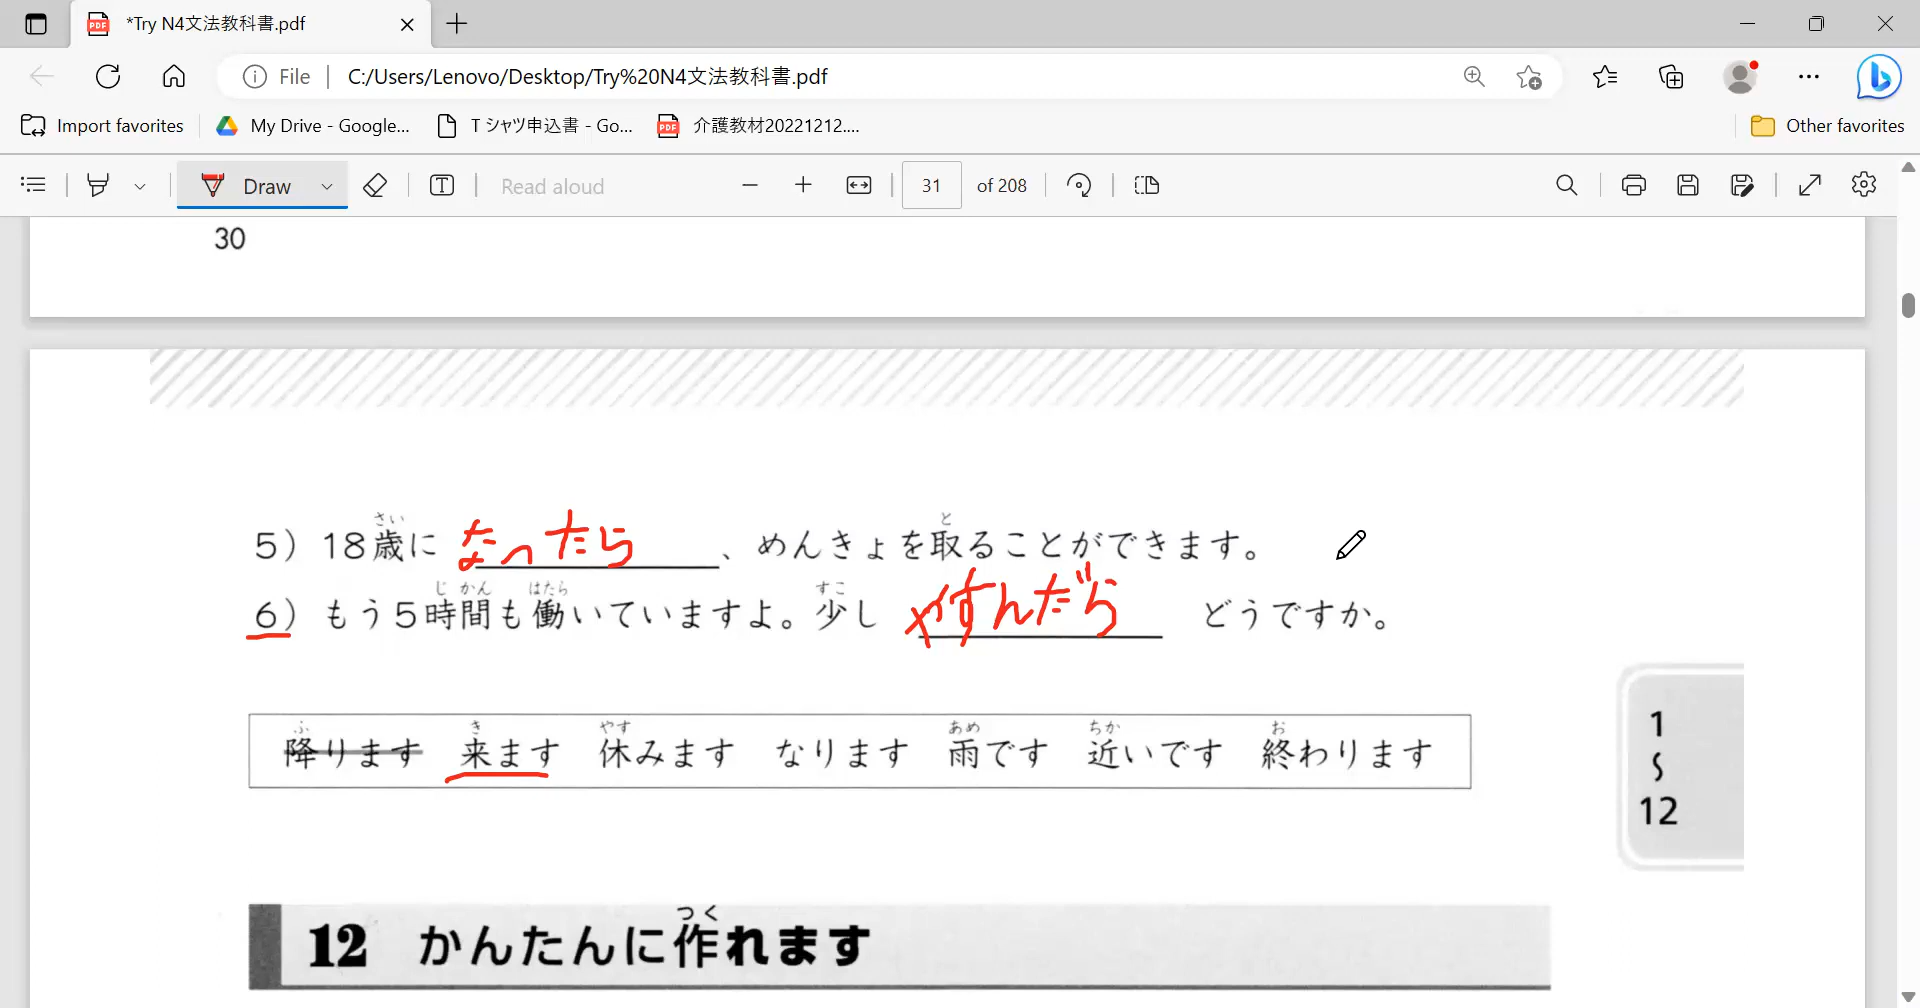 *Try N4文法教科書.pdf
File C:/Users/Lenovo/Desktop/Try%20N4文法教科書.pdf
Import favorites My Drive - Google... Tシャツ申込書 - Go... 介護教材20221212.... Other favorites
Draw Read aloud 31 of 208
30
さい と
5) 18歳に なったら 、めんきょを取ることができます。
じ かん はたら すこ
6) もう5時間も働いていますよ。少し やすんだら どうですか。
ふ き やす あめ ちか お
降ります 来ます 休みます なります 雨です 近いです 終わります
1
〜
12
つく
12 かんたんに作れます